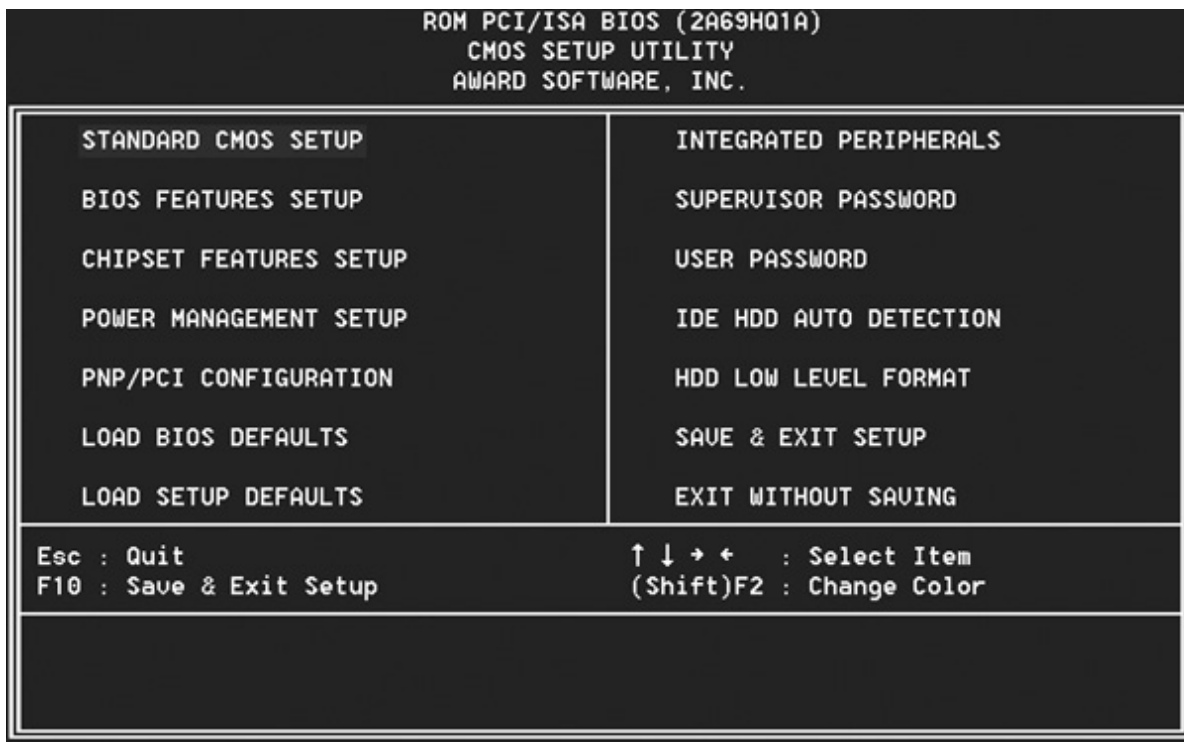 ROM PCI/ISA BIOS (2A69HQ1A)
CMOS SETUP UTILITY
AWARD SOFTWARE, INC.
STANDARD CMOS SETUP
BIOS FEATURES SETUP
CHIPSET FEATURES SETUP
POWER MANAGEMENT SETUP
PNP/PCI CONFIGURATION
LOAD BIOS DEFAULTS
LOAD SETUP DEFAULTS
INTEGRATED PERIPHERALS
SUPERVISOR PASSWORD
USER PASSWORD
IDE HDD AUTO DETECTION
HDD LOW LEVEL FORMAT
SAVE & EXIT SETUP
EXIT WITHOUT SAVING
Esc : Quit
F10 : Save & Exit Setup
↑ ↓ → ← : Select Item
(Shift)F2 : Change Color